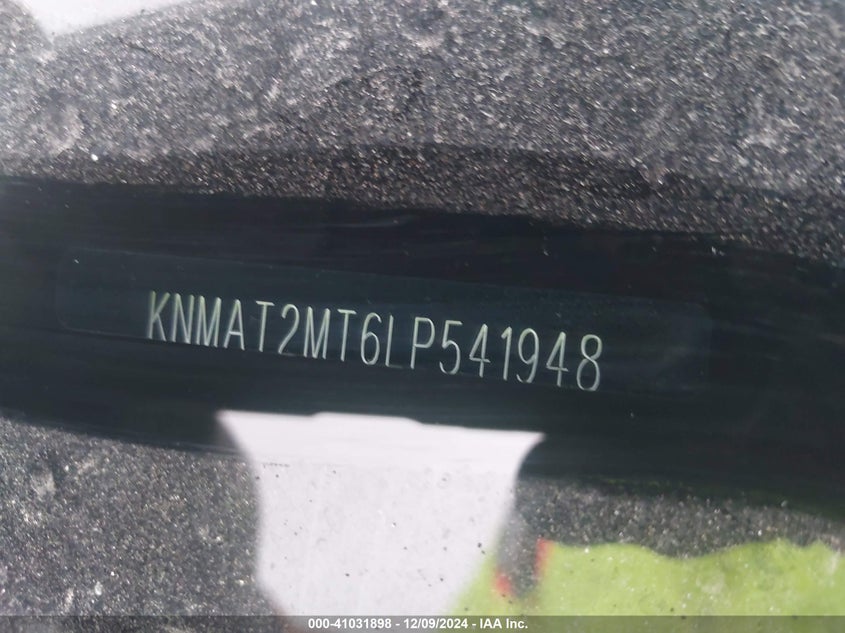 KNMAT2MT6LP541948
000-41031898 - 12/09/2024 - IAA Inc.